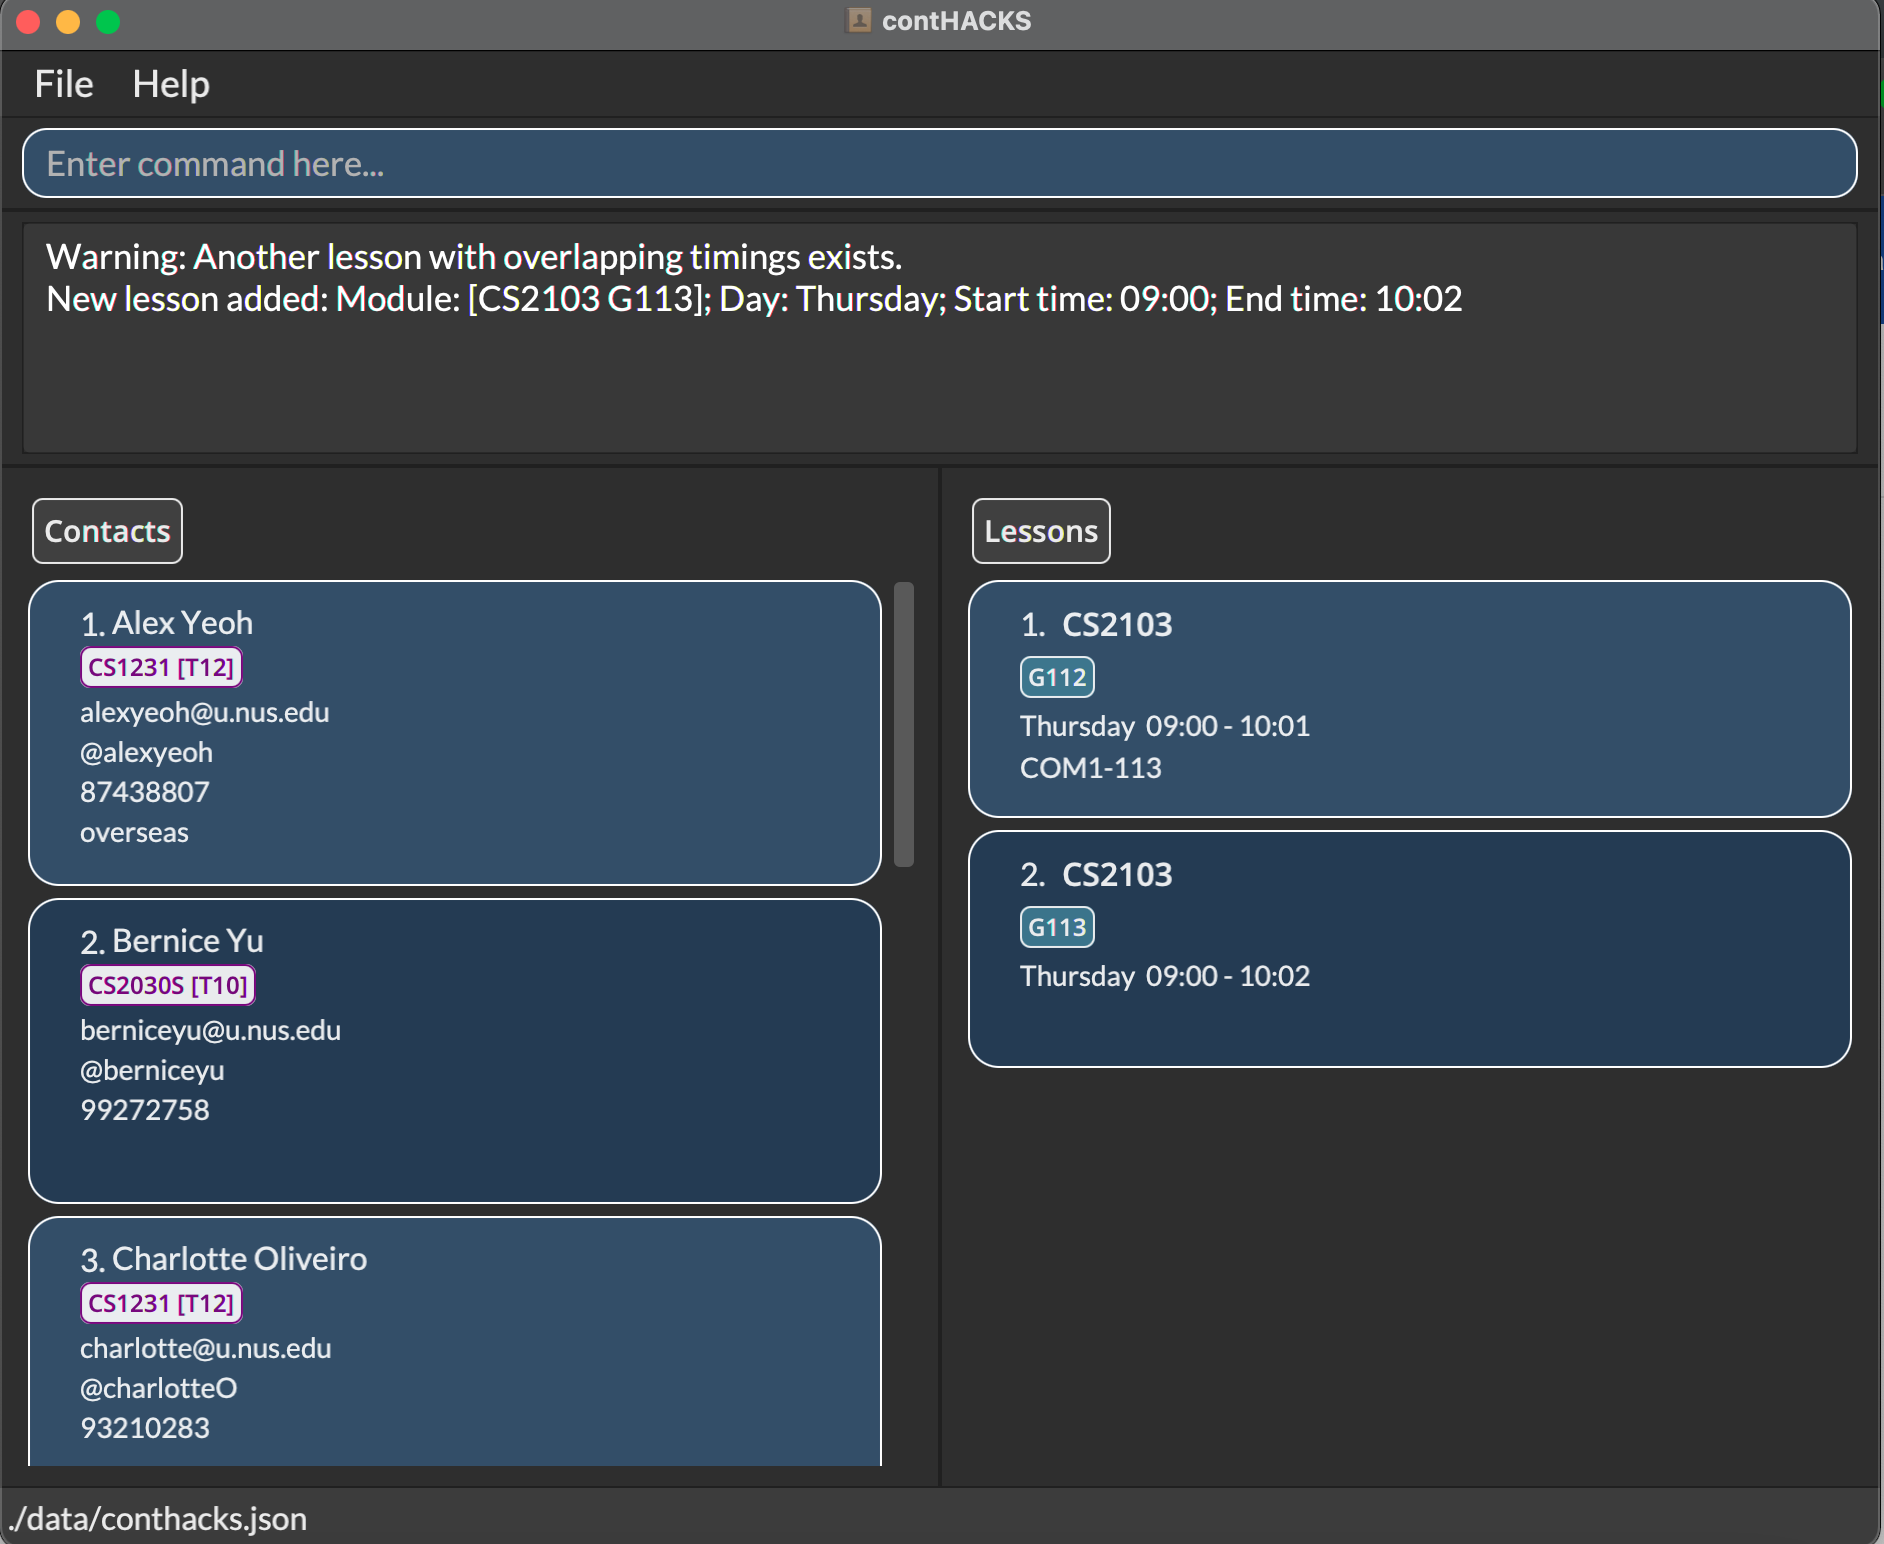 contHACKS
File Help
Enter command here...
Warning: Another lesson with overlapping timings exists.
New lesson added: Module: [CS2103 G113]; Day: Thursday; Start time: 09:00; End time: 10:02
Contacts
1. Alex Yeoh
CS1231 [T12]
alexyeoh@u.nus.edu
@alexyeoh
87438807
overseas
2. Bernice Yu
CS2030S [T10]
berniceyu@u.nus.edu
@berniceyu
99272758
3. Charlotte Oliveiro
CS1231 [T12]
charlotte@u.nus.edu
@charlotteO
93210283
Lessons
1. CS2103
G112
Thursday 09:00 - 10:01
COM1-113
2. CS2103
G113
Thursday 09:00 - 10:02
./data/conthacks.json